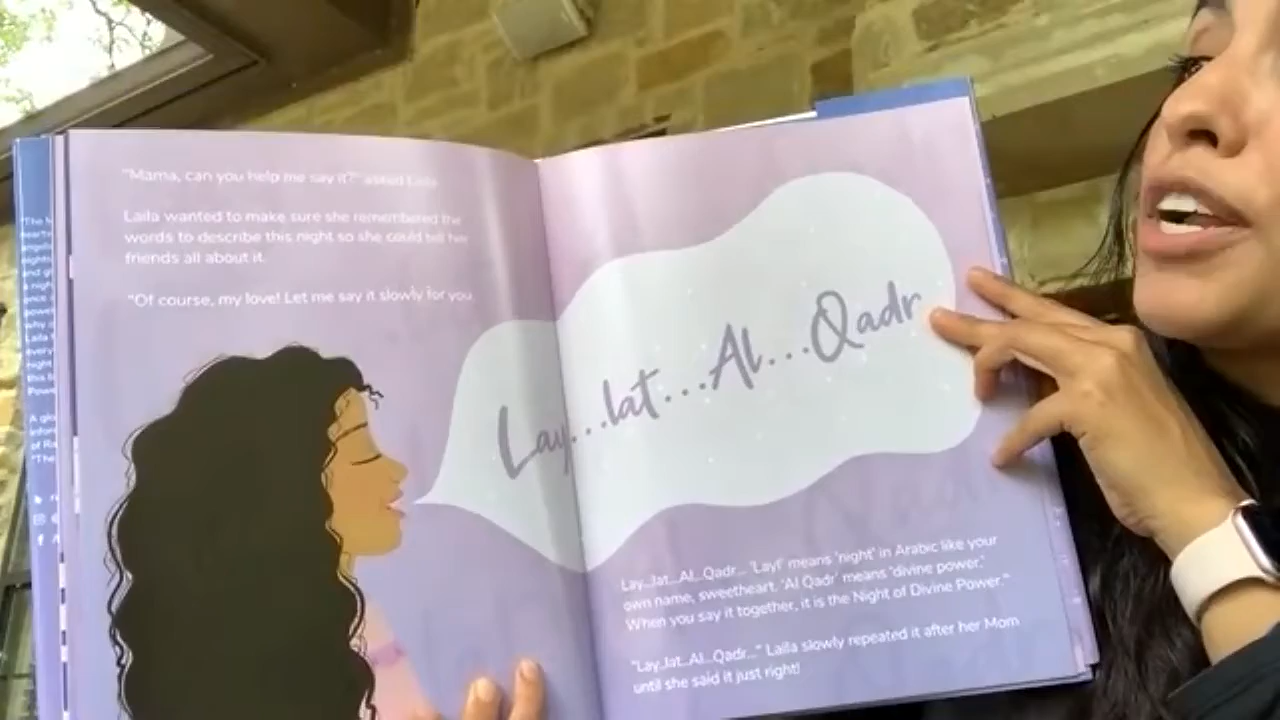 "Mama, can you help me say it?" asked Laila
Laila wanted to make sure she remembered the
words to describe this night so she could tell her
friends all about it.
"Of course, my love! Let me say it slowly for you.
Lay...lat...Al...Qadr
Lay...lat...Al...Qadr... 'Layl' means 'night' in Arabic like your
own name, sweetheart. 'Al Qadr' means 'divine power.'
When you say it together, it is the Night of Divine Power."
"Lay...lat...Al...Qadr..." Laila slowly repeated it after her Mom
until she said it just right!